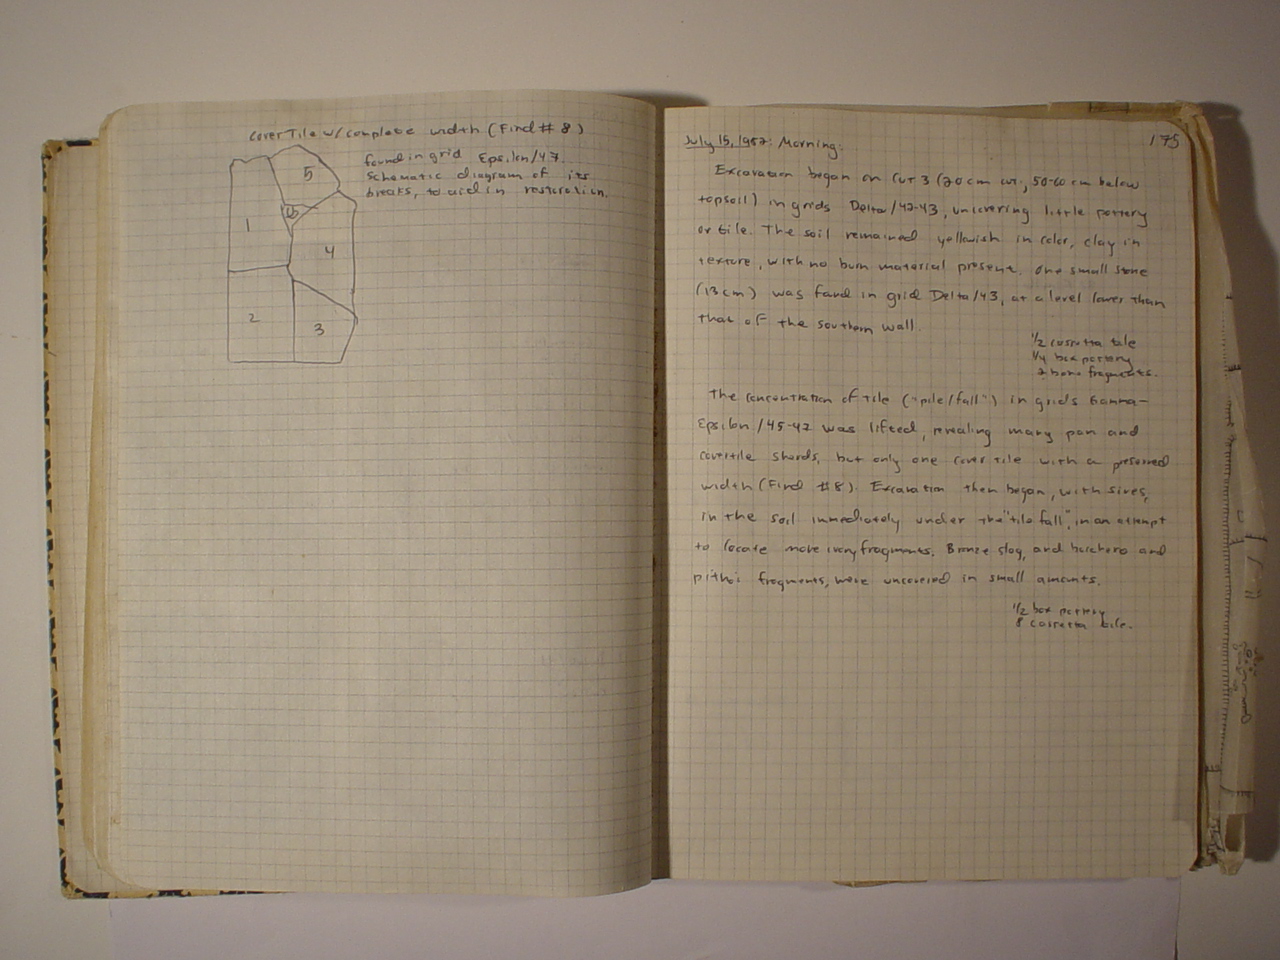 Cover Tile w/complete width (Find # 8)
found in grid Epsilon/47.
Schematic diagram of its
breaks, to aid in restoration.
5
6
1
4
2
3
175
July 15, Morning:
Excavation began on cut 3 (20 cm cut, 50-60 cm below
topsoil) in grids Delta/42-43, uncovering little pottery
or tile. The soil remained yellowish in color, clay in
texture, with no burn material present. One small stone
(13 cm) was found in grid Delta/43, at a level lower than
that of the southern wall.
1/2 tile
1/4 box pottery
2 bone fragments.
The concentration of tile ("pile/fall") in grids Gamma-
Epsilon/45-47 was lifted, revealing many pan and
covertile sherds, but only one cover tile with a preserved
width (Find #8). Excavation then began, with sives,
in the soil immediately under the "tile fall", in an attempt
to locate more ivory fragments. Bronze slag, and bucchero and
pithoi fragments, were uncovered in small amounts.
1/2 box pottery
8 tile.